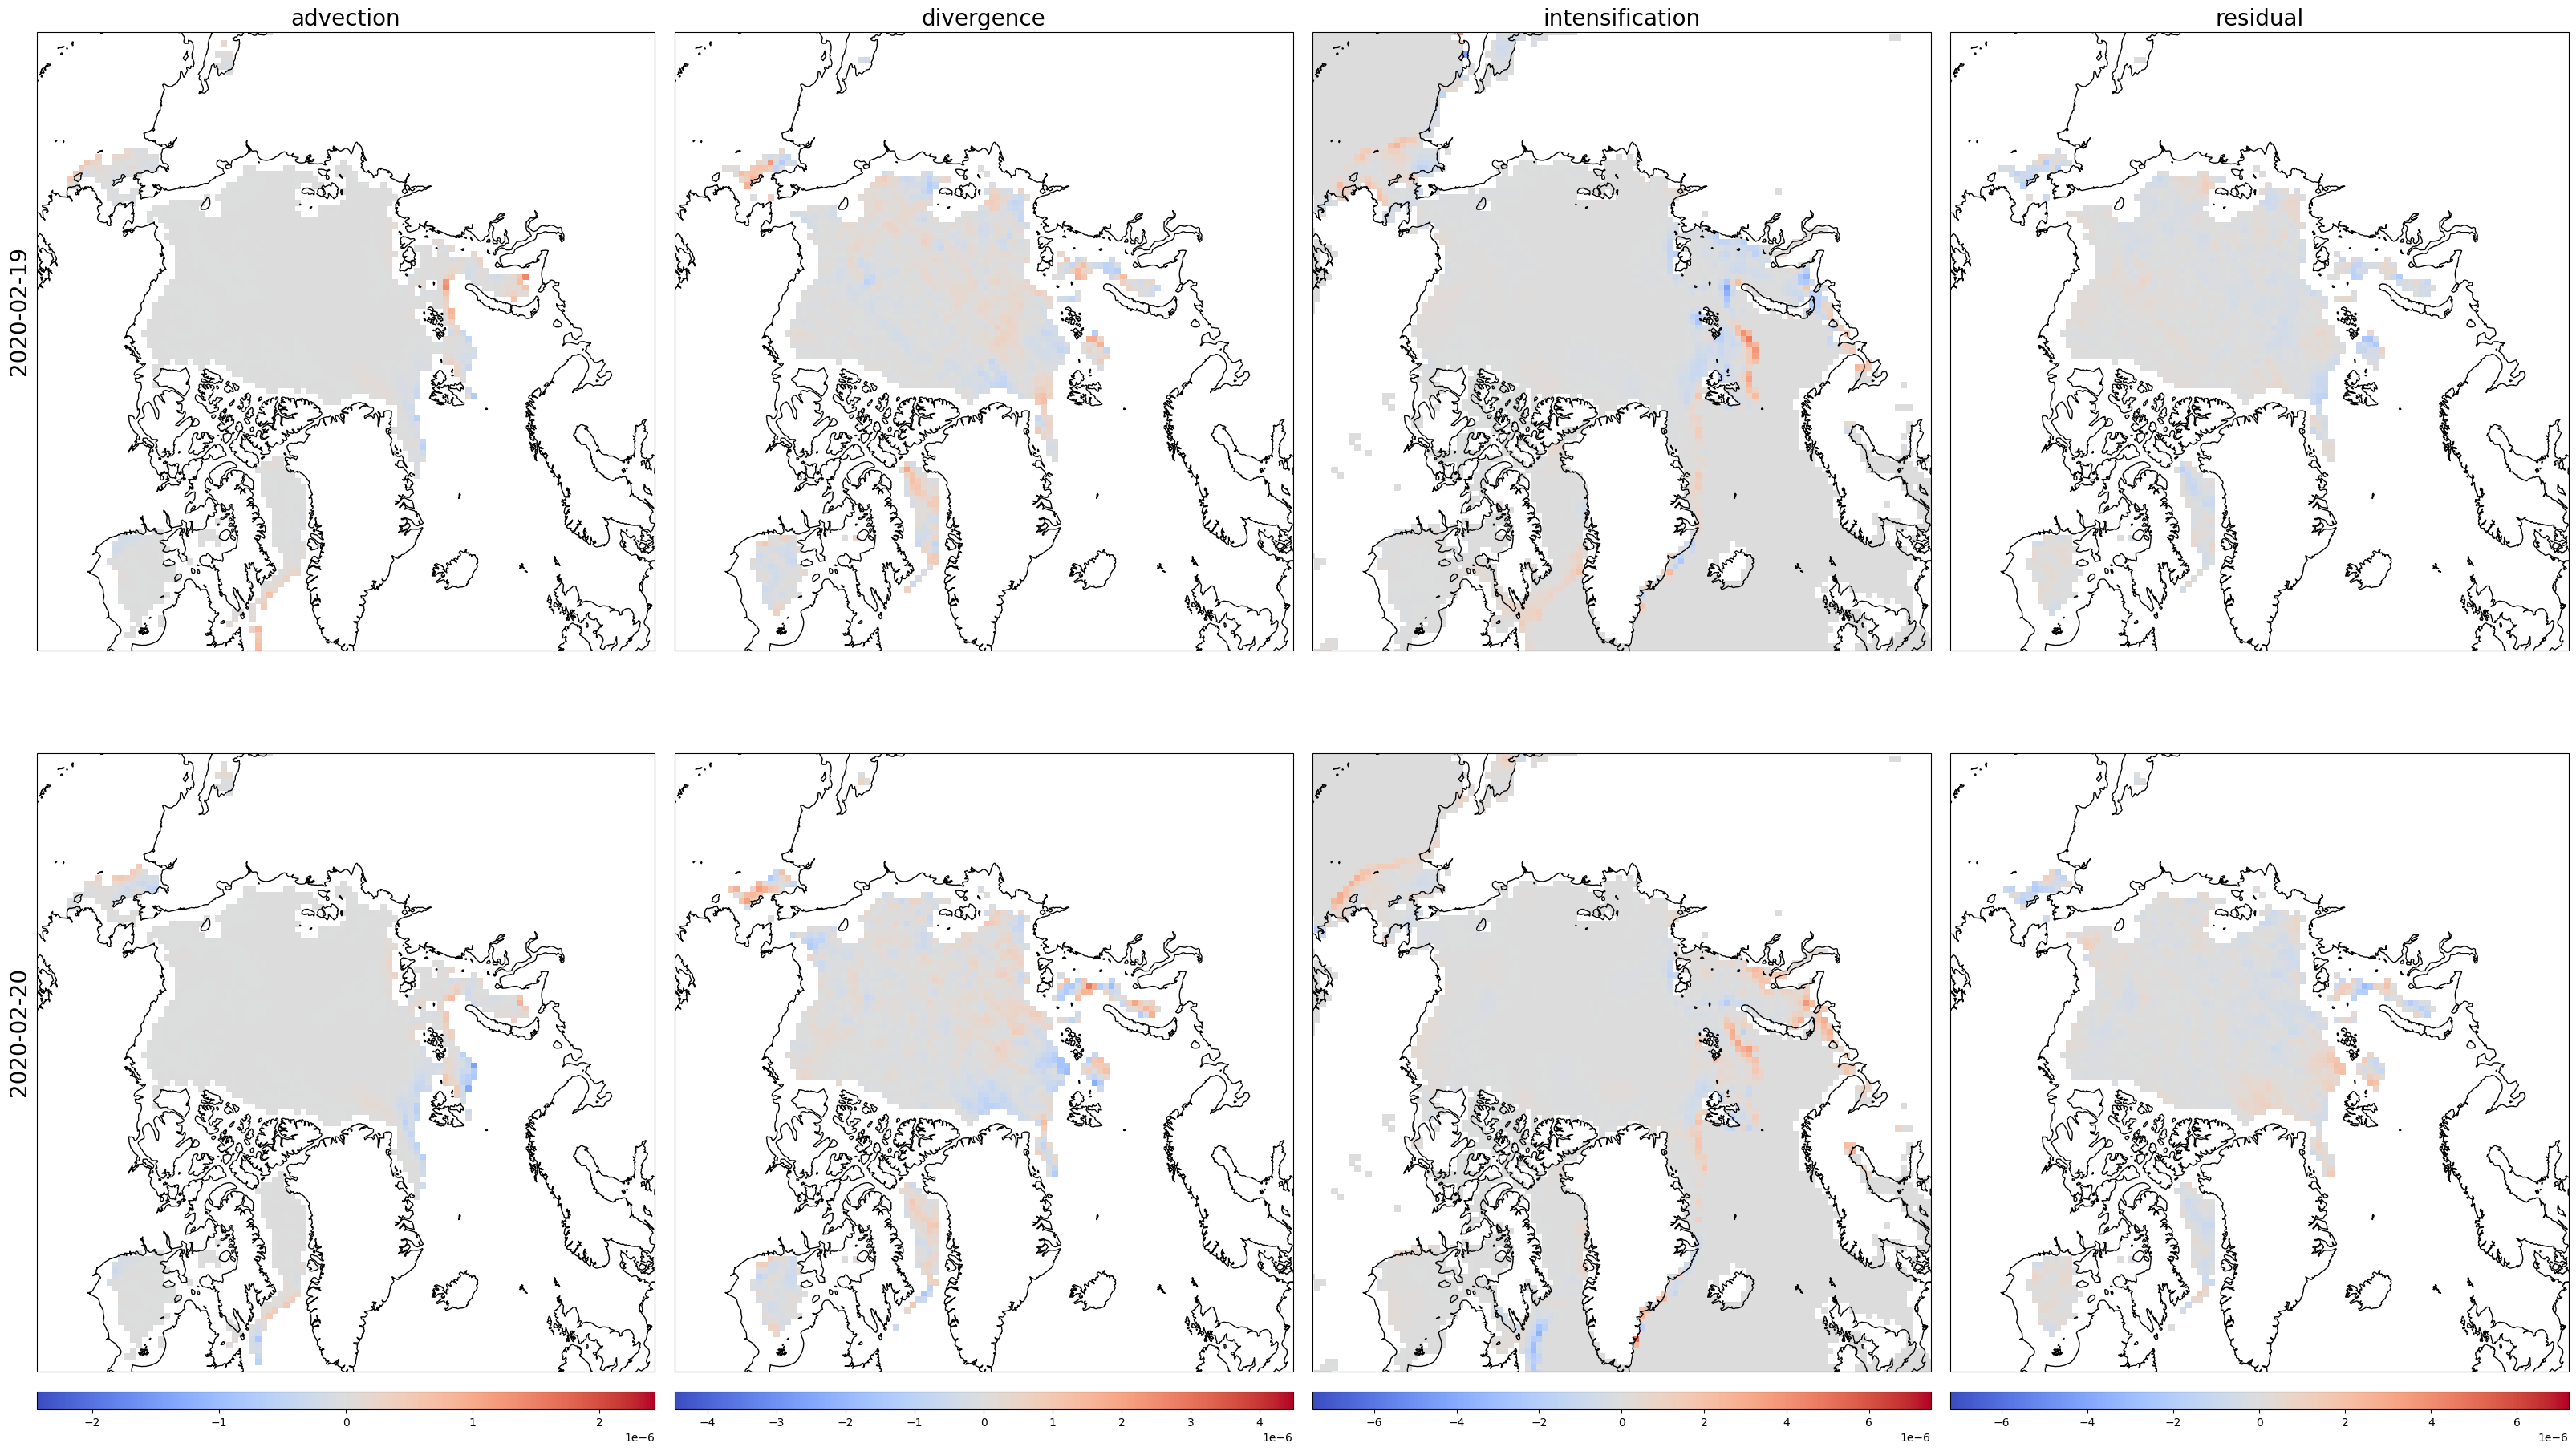 advection divergence intensification residual
2020-02-19
2020-02-20
−2 −1 0 1 2 −4 −3 −2 −1 0 1 2 3 4 −6 −4 −2 0 2 4 6 −6 −4 −2 0 2 4 6
1e−6 1e−6 1e−6 1e−6